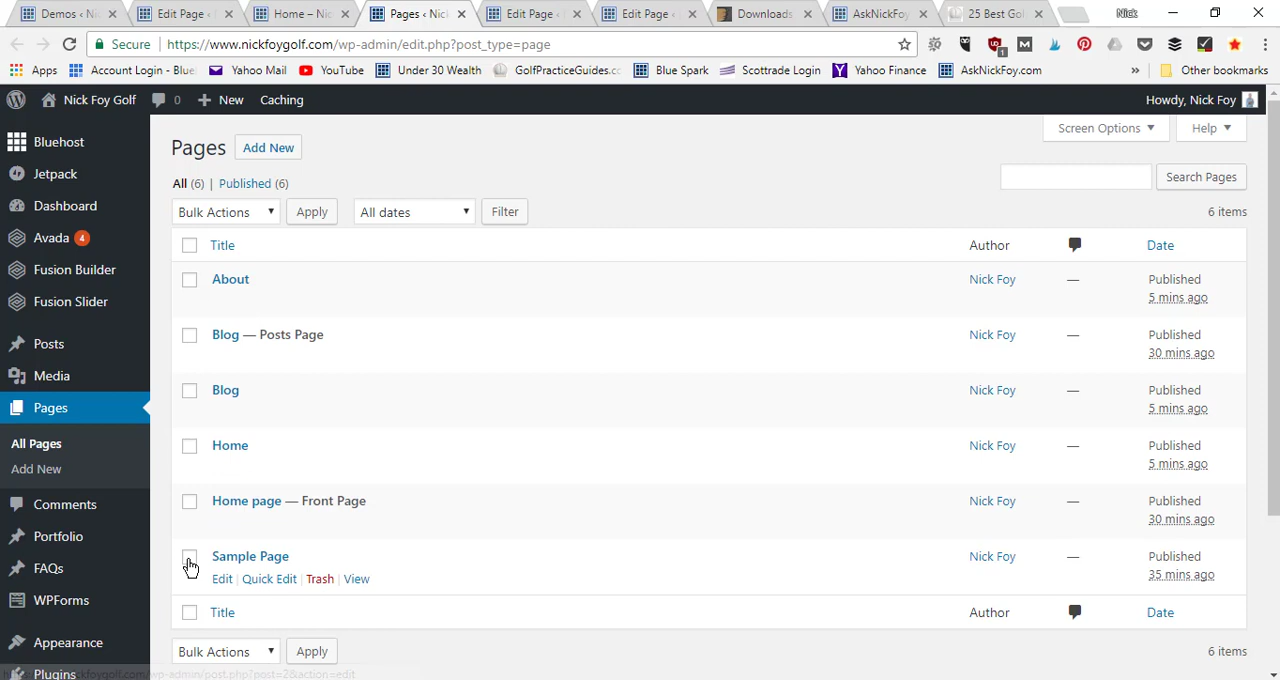 Demos < Ni
Edit Page <
Home – Nic
Pages < Nick
Edit Page <
Edit Page <
Downloads
AskNickFoy
25 Best Gol
Nick
Secure
https://www.nickfoygolf.com/wp-admin/edit.php?post_type=page
Apps
Account Login - Blue
Yahoo Mail
YouTube
Under 30 Wealth
GolfPracticeGuides.cc
Blue Spark
Scottrade Login
Yahoo Finance
AskNickFoy.com
»
Other bookmarks
Nick Foy Golf
0
+ New
Caching
Howdy, Nick Foy
Bluehost
Jetpack
Dashboard
Avada 4
Fusion Builder
Fusion Slider
Posts
Media
Pages
All Pages
Add New
Comments
Portfolio
FAQs
WPForms
Appearance
Plugins
Pages
Add New
Screen Options
Help
All (6) | Published (6)
Search Pages
Bulk Actions
Apply
All dates
Filter
6 items
Title
Author
Date
About
Nick Foy
—
Published
5 mins ago
Blog — Posts Page
Nick Foy
—
Published
30 mins ago
Blog
Nick Foy
—
Published
5 mins ago
Home
Nick Foy
—
Published
5 mins ago
Home page — Front Page
Nick Foy
—
Published
30 mins ago
Sample Page
Edit | Quick Edit | Trash | View
Nick Foy
—
Published
35 mins ago
Title
Author
Date
Bulk Actions
Apply
6 items